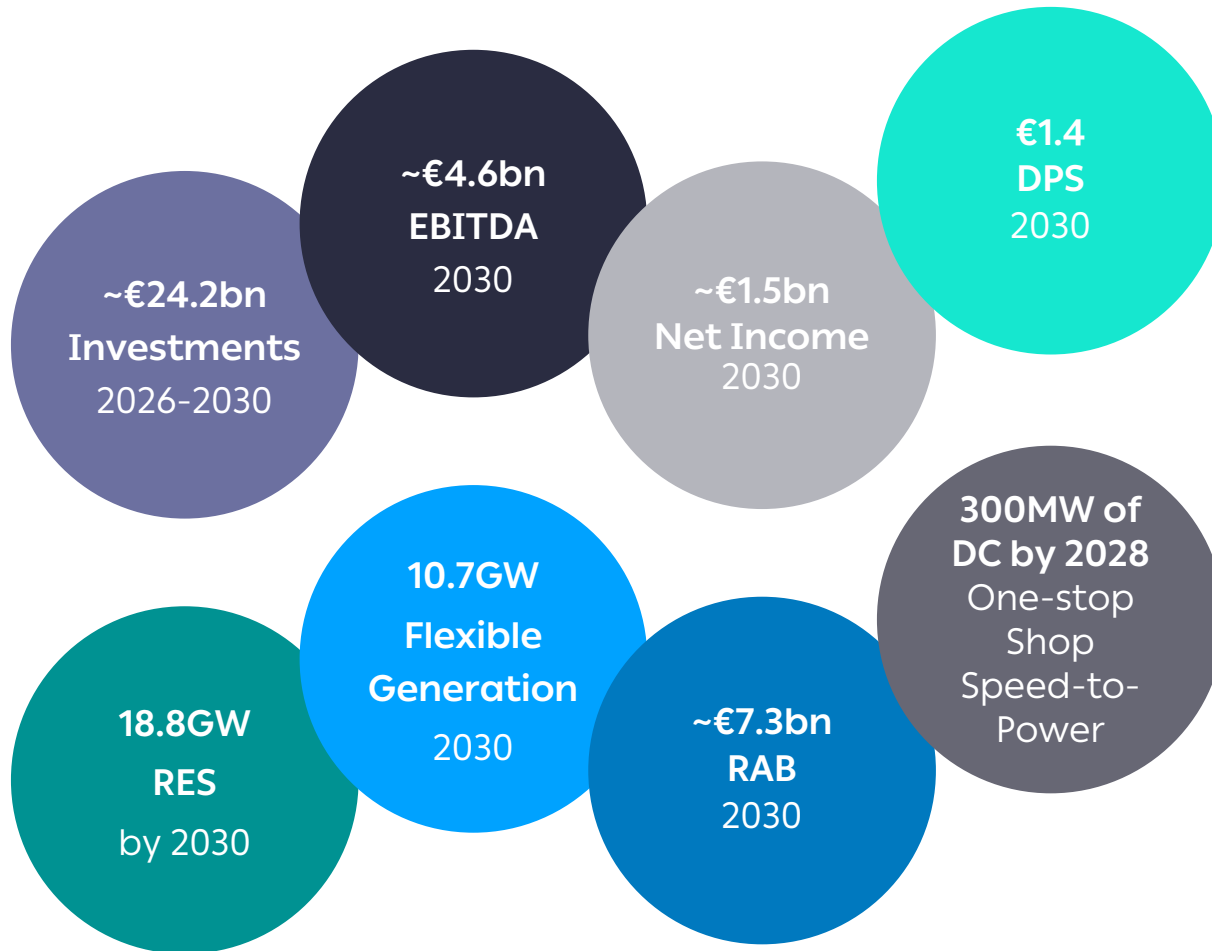 ~€24.2bn
Investments
2026-2030
~€4.6bn
EBITDA
2030
~€1.5bn
Net Income
2030
€1.4
DPS
2030
18.8GW
RES
by 2030
10.7GW
Flexible
Generation
2030
~€7.3bn
RAB
2030
300MW of
DC by 2028
One-stop
Shop
Speed-to-
Power